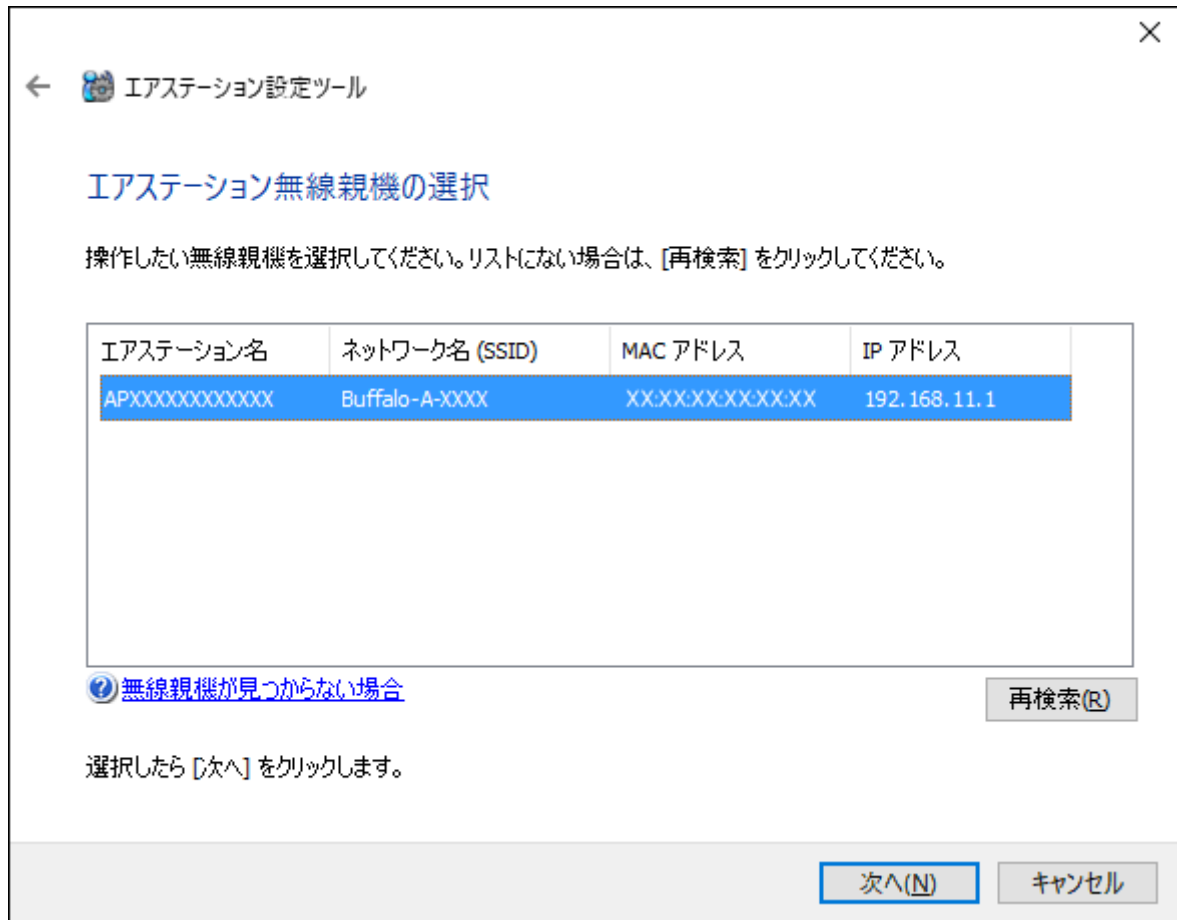 エアステーション設定ツール
エアステーション無線親機の選択
操作したい無線親機を選択してください。リストにない場合は、[再検索] をクリックしてください。
エアステーション名 ネットワーク名 (SSID) MAC アドレス IP アドレス
APXXXXXXXXXXXX Buffalo-A-XXXX XX:XX:XX:XX:XX:XX 192.168.11.1
無線親機が見つからない場合
再検索(R)
選択したら [次へ] をクリックします。
次へ(N) キャンセル